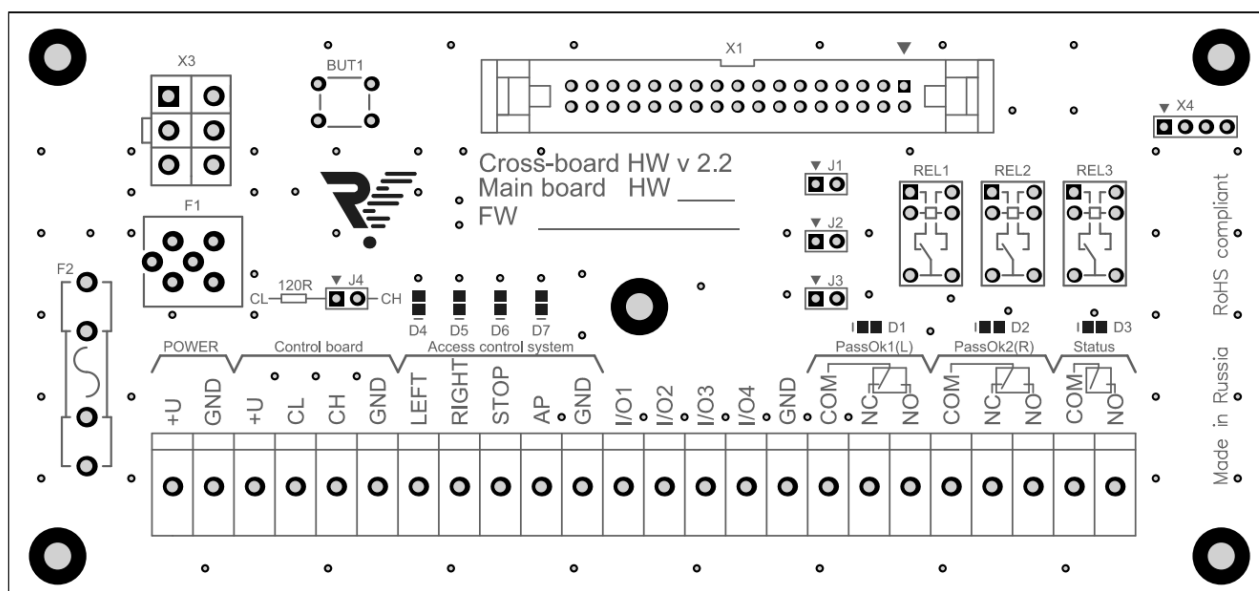 X1
X3
BUT1
X4
Cross-board HW v 2.2
Main board HW ____
FW ________________
J1
REL1
REL2
REL3
F1
J2
F2
120R
J4
CL
CH
J3
D4
D5
D6
D7
D1
D2
D3
POWER
Control board
Access control system
PassOk1(L)
PassOk2(R)
Status
+U
GND
+U
CL
CH
GND
LEFT
RIGHT
STOP
AP
GND
I/O1
I/O2
I/O3
I/O4
GND
COM
NC
NO
COM
NC
NO
COM
NO
Made in Russia RoHS compliant